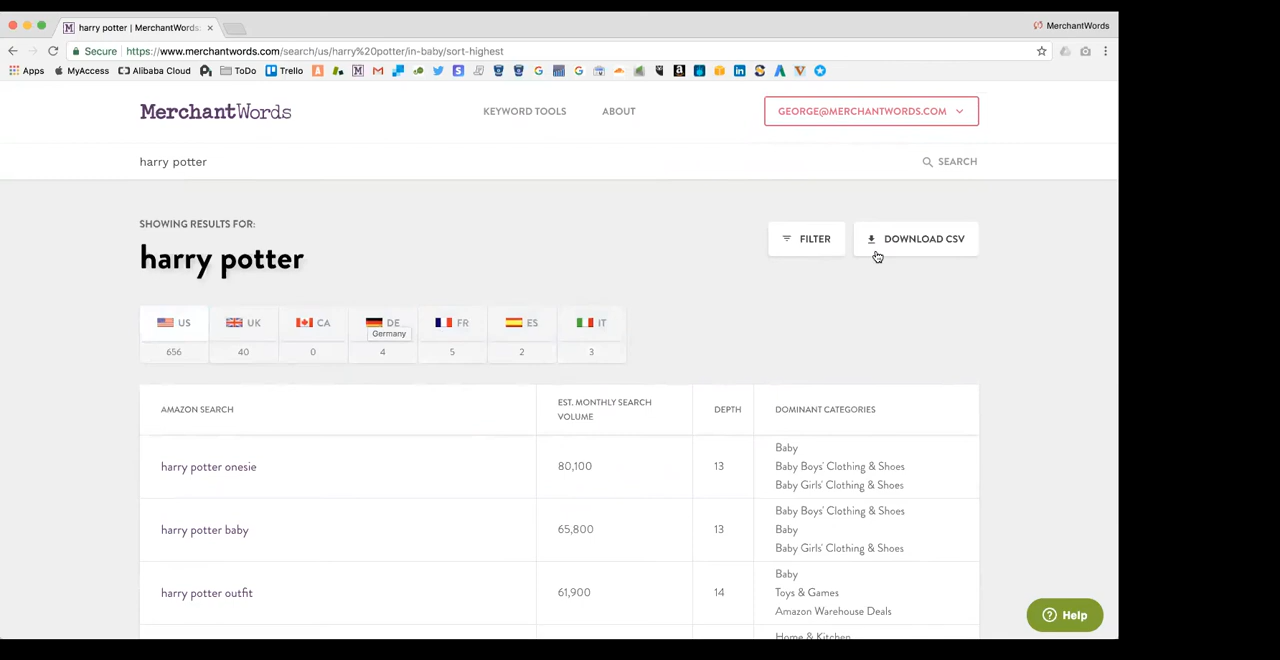 harry potter | MerchantWords
MerchantWords
Secure https://www.merchantwords.com/search/us/harry%20potter/in-baby/sort-highest
Apps MyAccess Alibaba Cloud ToDo Trello
MerchantWords KEYWORD TOOLS ABOUT GEORGE@MERCHANTWORDS.COM
harry potter SEARCH
SHOWING RESULTS FOR:
harry potter
FILTER DOWNLOAD CSV
US UK CA DE FR ES IT
Germany
656 40 0 4 5 2 3
AMAZON SEARCH EST. MONTHLY SEARCH VOLUME DEPTH DOMINANT CATEGORIES
harry potter onesie 80,100 13
Baby
Baby Boys' Clothing & Shoes
Baby Girls' Clothing & Shoes
harry potter baby 65,800 13
Baby Boys' Clothing & Shoes
Baby
Baby Girls' Clothing & Shoes
harry potter outfit 61,900 14
Baby
Toys & Games
Amazon Warehouse Deals
Home & Kitchen
Help